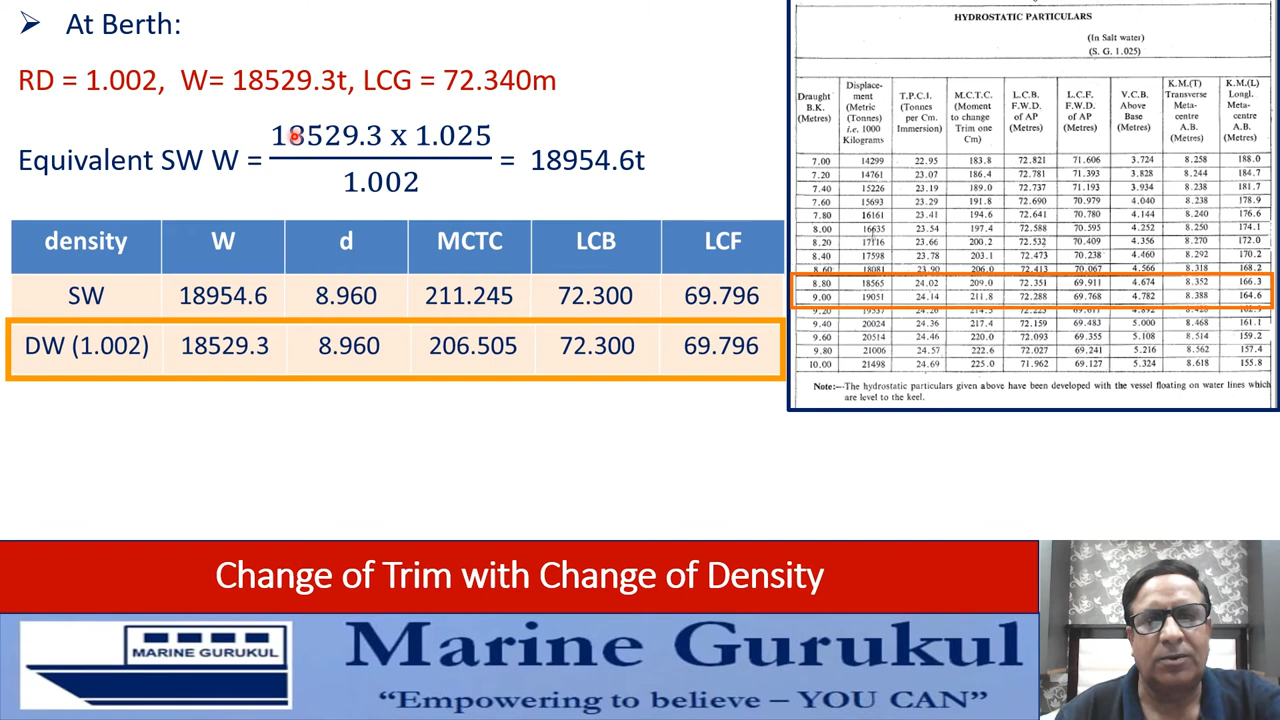 ➢ At Berth:
RD = 1.002, W= 18529.3t, LCG = 72.340m
Equivalent SW W = 18529.3 x 1.025 / 1.002 = 18954.6t
density W d MCTC LCB LCF
SW 18954.6 8.960 211.245 72.300 69.796
DW (1.002) 18529.3 8.960 206.505 72.300 69.796
HYDROSTATIC PARTICULARS
(In Salt water)
(S. G. 1.025)
Draught B.K. (Metres) Displace-ment (Metric (Tonnes) i.e. 1000 Kilograms T.P.C.I. (Tonnes per Cm. Immersion) M.C.T.C. (Moment to change Trim one Cm) L.C.B. F.W.D. of AP (Metres) L.C.F. F.W.D. of AP (Metres) V.C.B. Above Base (Metres) K.M.(T) Transverse Meta-centre A.B. (Metres) K.M.(L) Longl. Meta-centre A.B. (Metres)
7.00 14299 22.95 183.8 72.821 71.606 3.724 8.258 188.0
7.20 14761 23.07 186.4 72.781 71.393 3.828 8.244 184.7
7.40 15226 23.19 189.0 72.737 71.193 3.934 8.238 181.7
7.60 15693 23.29 191.8 72.690 70.979 4.040 8.238 178.9
7.80 16161 23.41 194.6 72.641 70.780 4.144 8.240 176.6
8.00 16635 23.54 197.4 72.588 70.595 4.252 8.250 174.1
8.20 17116 23.66 200.2 72.532 70.409 4.356 8.270 172.0
8.40 17598 23.78 203.1 72.473 70.238 4.460 8.292 170.2
8.60 18081 23.90 206.0 72.413 70.067 4.566 8.318 168.2
8.80 18565 24.02 209.0 72.351 69.911 4.674 8.352 166.3
9.00 19051 24.14 211.8 72.288 69.768 4.782 8.388 164.6
9.20 19537 24.26 214.5 72.223
9.40 20024 24.36 217.4 72.159 69.483 5.000 8.468 161.1
9.60 20514 24.46 220.0 72.093 69.355 5.108 8.514 159.2
9.80 21006 24.57 222.6 72.027 69.241 5.216 8.562 157.4
10.00 21498 24.69 225.0 71.962 69.127 5.324 8.618 155.8
Note:—The hydrostatic particulars given above have been developed with the vessel floating on water lines which
are level to the keel.
Change of Trim with Change of Density
MARINE GURUKUL
Marine Gurukul
“Empowering to believe – YOU CAN”